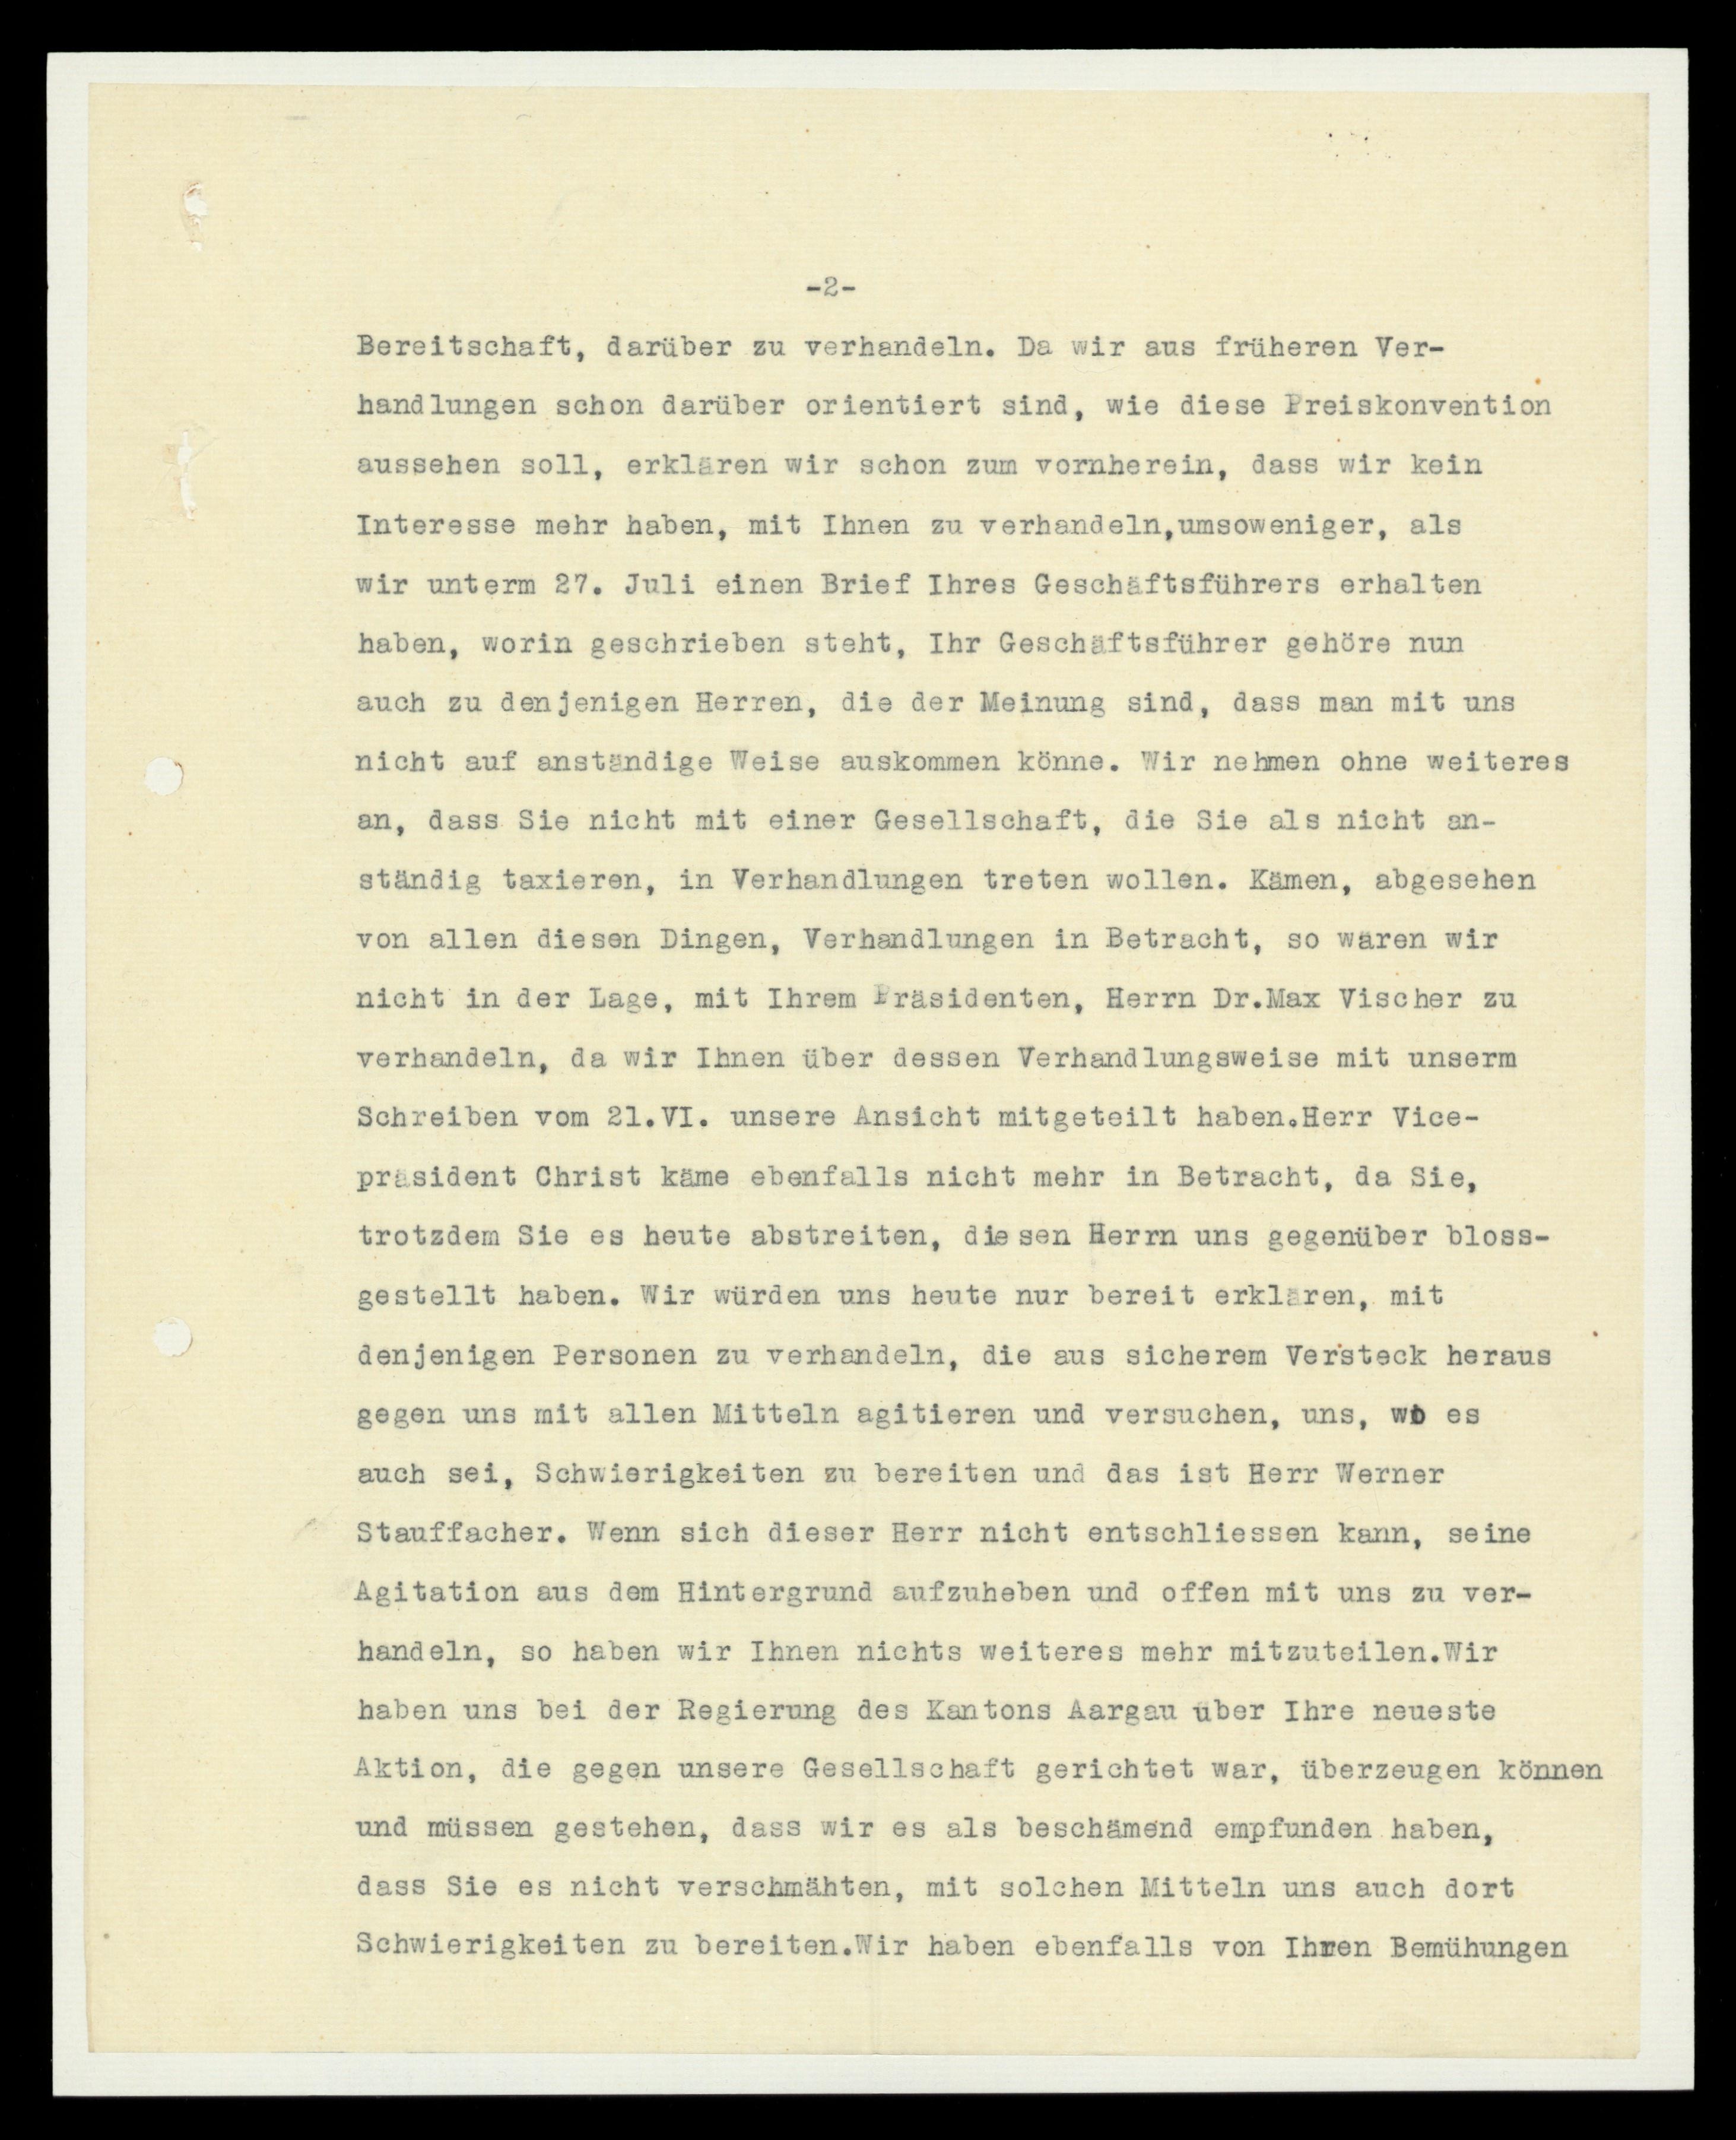 -2-
Bereitschaft, darüber zu verhandeln. Da wir aus früheren Ver-
handlungen schon darüber orientiert sind, wie diese Preiskonvention
aussehen soll, erklären wir schon zum vornherein, dass wir kein
Interesse mehr haben, mit Ihnen zu verhandeln,umsoweniger, als
wir unterm 27. Juli einen Brief Ihres Geschäftsführers erhalten
haben, worin geschrieben steht, Ihr Geschäftsführer gehöre nun
auch zu denjenigen Herren, die der Meinung sind, dass man mit uns
nicht auf anständige Weise auskommen könne. Wir nehmen ohne weiteres
an, dass Sie nicht mit einer Gesellschaft, die Sie als nicht an-
ständig taxieren, in Verhandlungen treten wollen. Kämen, abgesehen
von allen diesen Dingen, Verhandlungen in Betracht, so wären wir
nicht in der Lage, mit Ihrem Präsidenten, Herrn Dr.Max Vischer zu
verhandeln, da wir Ihnen über dessen Verhandlungsweise mit unserm
Schreiben vom 21.VI. unsere Ansicht mitgeteilt haben.Herr Vice-
präsident Christ käme ebenfalls nicht mehr in Betracht, da Sie,
trotzdem Sie es heute abstreiten, diesen Herrn uns gegenüber bloss-
gestellt haben. Wir würden uns heute nur bereit erklären, mit
denjenigen Personen zu verhandeln, die aus sicherem Versteck heraus
gegen uns mit allen Mitteln agitieren und versuchen, uns, wo es
auch sei, Schwierigkeiten zu bereiten und das ist Herr Werner
Stauffacher. Wenn sich dieser Herr nicht entschliessen kann, seine
Agitation aus dem Hintergrund aufzuheben und offen mit uns zu ver-
handeln, so haben wir Ihnen nichts weiteres mehr mitzuteilen.Wir
haben uns bei der Regierung des Kantons Aargau über Ihre neueste
Aktion, die gegen unsere Gesellschaft gerichtet war, überzeugen können
und müssen gestehen, dass wir es als beschämend empfunden haben,
dass Sie es nicht verschmähten, mit solchen Mitteln uns auch dort
Schwierigkeiten zu bereiten.Wir haben ebenfalls von Ihren Bemühungen